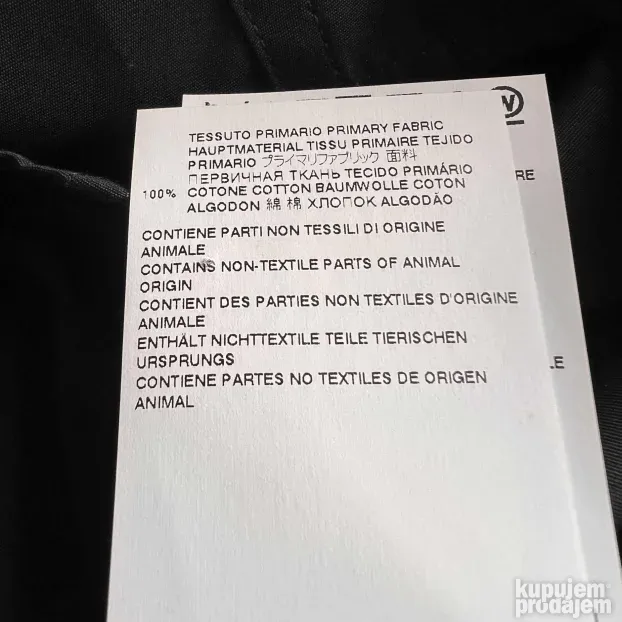 TESSUTO PRIMARIO PRIMARY FABRIC
HAUPTMATERIAL TISSU PRIMAIRE TEJIDO
PRIMARIO プライマリファブリック 面料
ПЕРВИЧНАЯ ТКАНЬ TECIDO PRIMÁRIO
100% COTONE COTTON BAUMWOLLE COTON
ALGODON 綿 棉 ХЛОПОК ALGODÃO
CONTIENE PARTI NON TESSILI DI ORIGINE
ANIMALE
CONTAINS NON-TEXTILE PARTS OF ANIMAL
ORIGIN
CONTIENT DES PARTIES NON TEXTILES D'ORIGINE
ANIMALE
ENTHÄLT NICHTTEXTILE TEILE TIERISCHEN
URSPRUNGS
CONTIENE PARTES NO TEXTILES DE ORIGEN
ANIMAL
W
RE
LE
kupujem
prodajem